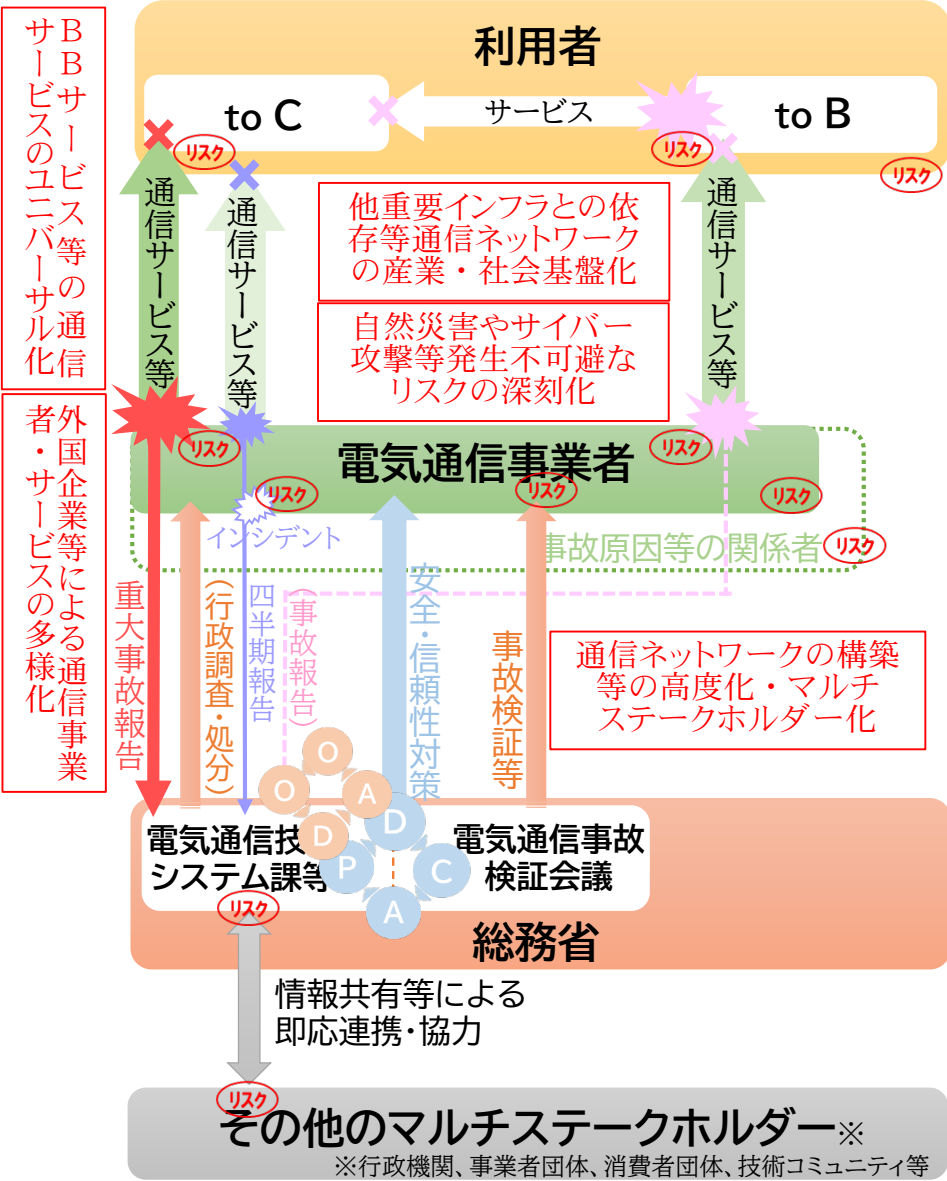 BBサービス等の通信
サービスのユニバーサル化
利用者
to C
サービス
to B
リスク
リスク
リスク
通信サービス等
通信サービス等
通信サービス等
他重要インフラとの依
存等通信ネットワーク
の産業・社会基盤化
自然災害やサイバー
攻撃等発生不可避な
リスクの深刻化
外国企業等による通信事業
者・サービスの多様化
電気通信事業者
リスク
リスク
リスク
リスク
リスク
インシデント
事故原因等の関係者
リスク
重大事故報告
(行政調査・処分)
四半期報告
(事故報告)
安全・信頼性対策
事故検証等
通信ネットワークの構築
等の高度化・マルチ
ステークホルダー化
O
O
A
D
D
P
C
A
電気通信技
システム課等
電気通信事故
検証会議
リスク
総務省
情報共有等による
即応連携・協力
リスク
その他のマルチステークホルダー※
※行政機関、事業者団体、消費者団体、技術コミュニティ等